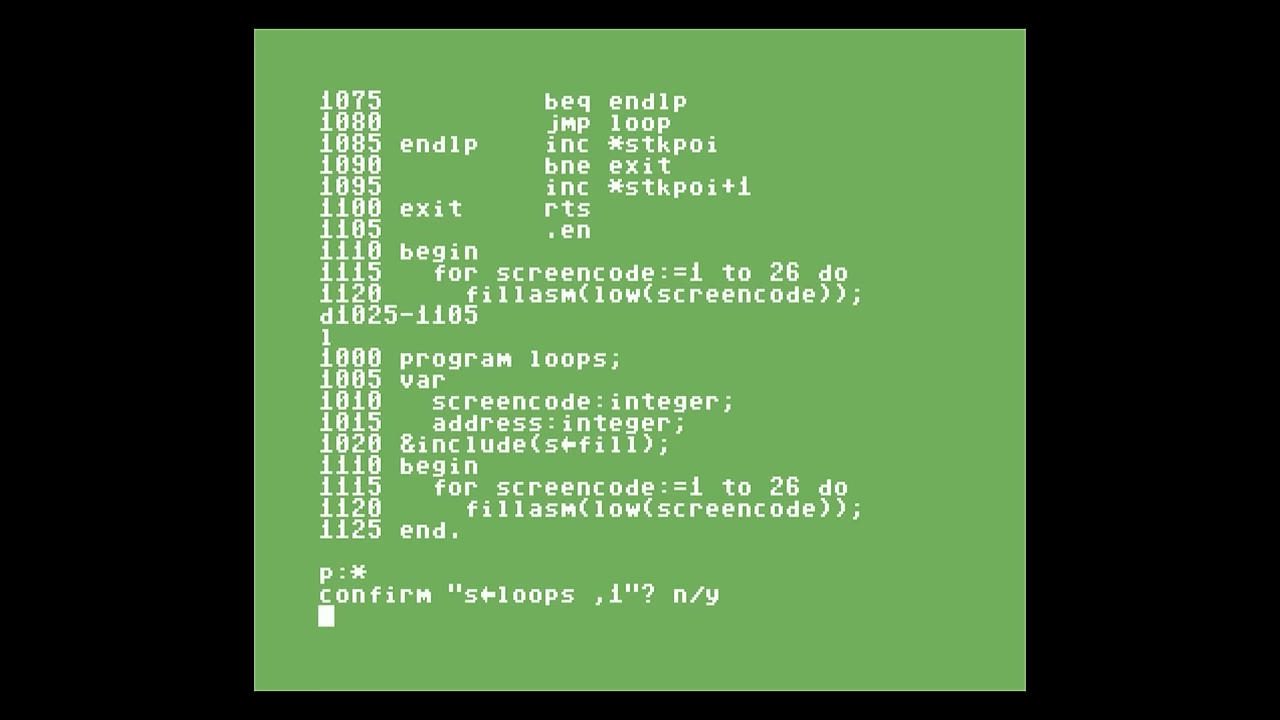 1075          beq endlp
1080          jmp loop
1085 endlp    inc *stkpoi
1090          bne exit
1095          inc *stkpoi+1
1100 exit     rts
1105          .en
1110 begin
1115   for screencode:=1 to 26 do
1120     fillasm(low(screencode));
d1025-1105
l
1000 program loops;
1005 var
1010   screencode:integer;
1015   address:integer;
1020 &include(s←fill);
1110 begin
1115   for screencode:=1 to 26 do
1120     fillasm(low(screencode));
1125 end.
p:*
confirm "s←loops ,1"? n/y